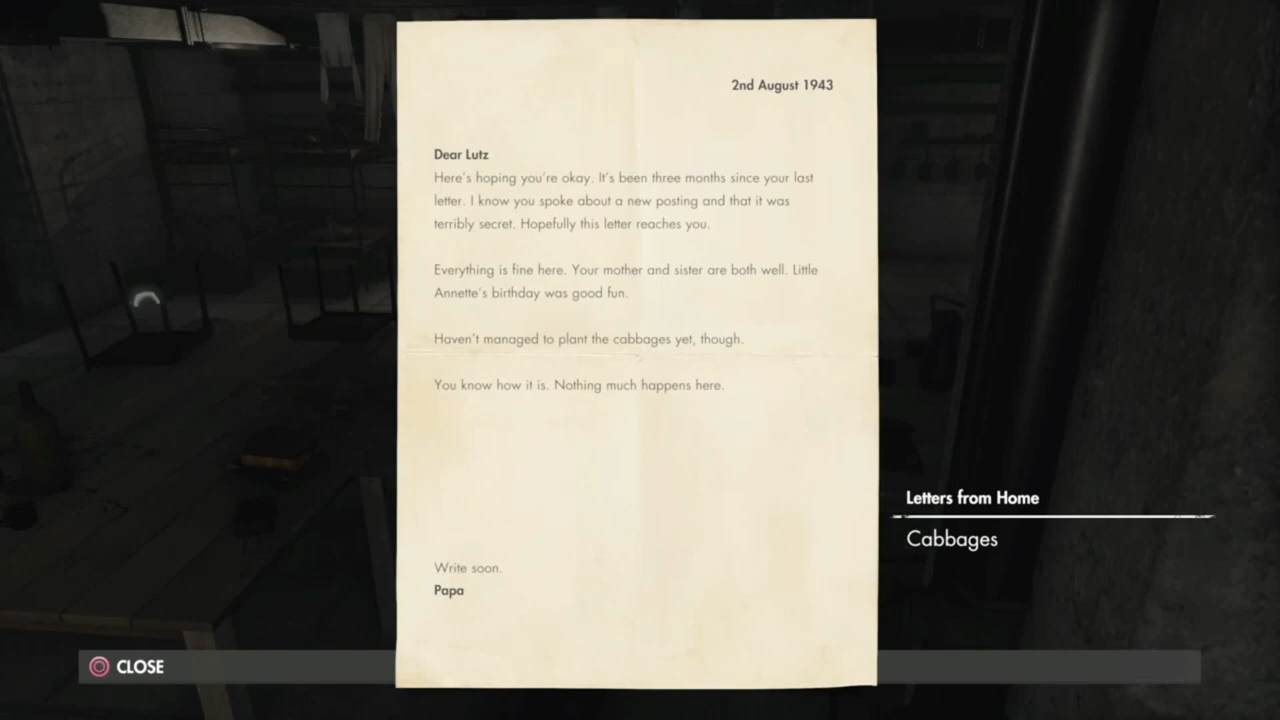 2nd August 1943
Dear Lutz
Here's hoping you're okay. It's been three months since your last
letter. I know you spoke about a new posting and that it was
terribly secret. Hopefully this letter reaches you.
Everything is fine here. Your mother and sister are both well. Little
Annette's birthday was good fun.
Haven't managed to plant the cabbages yet, though.
You know how it is. Nothing much happens here.
Write soon.
Papa
Letters from Home
Cabbages
CLOSE